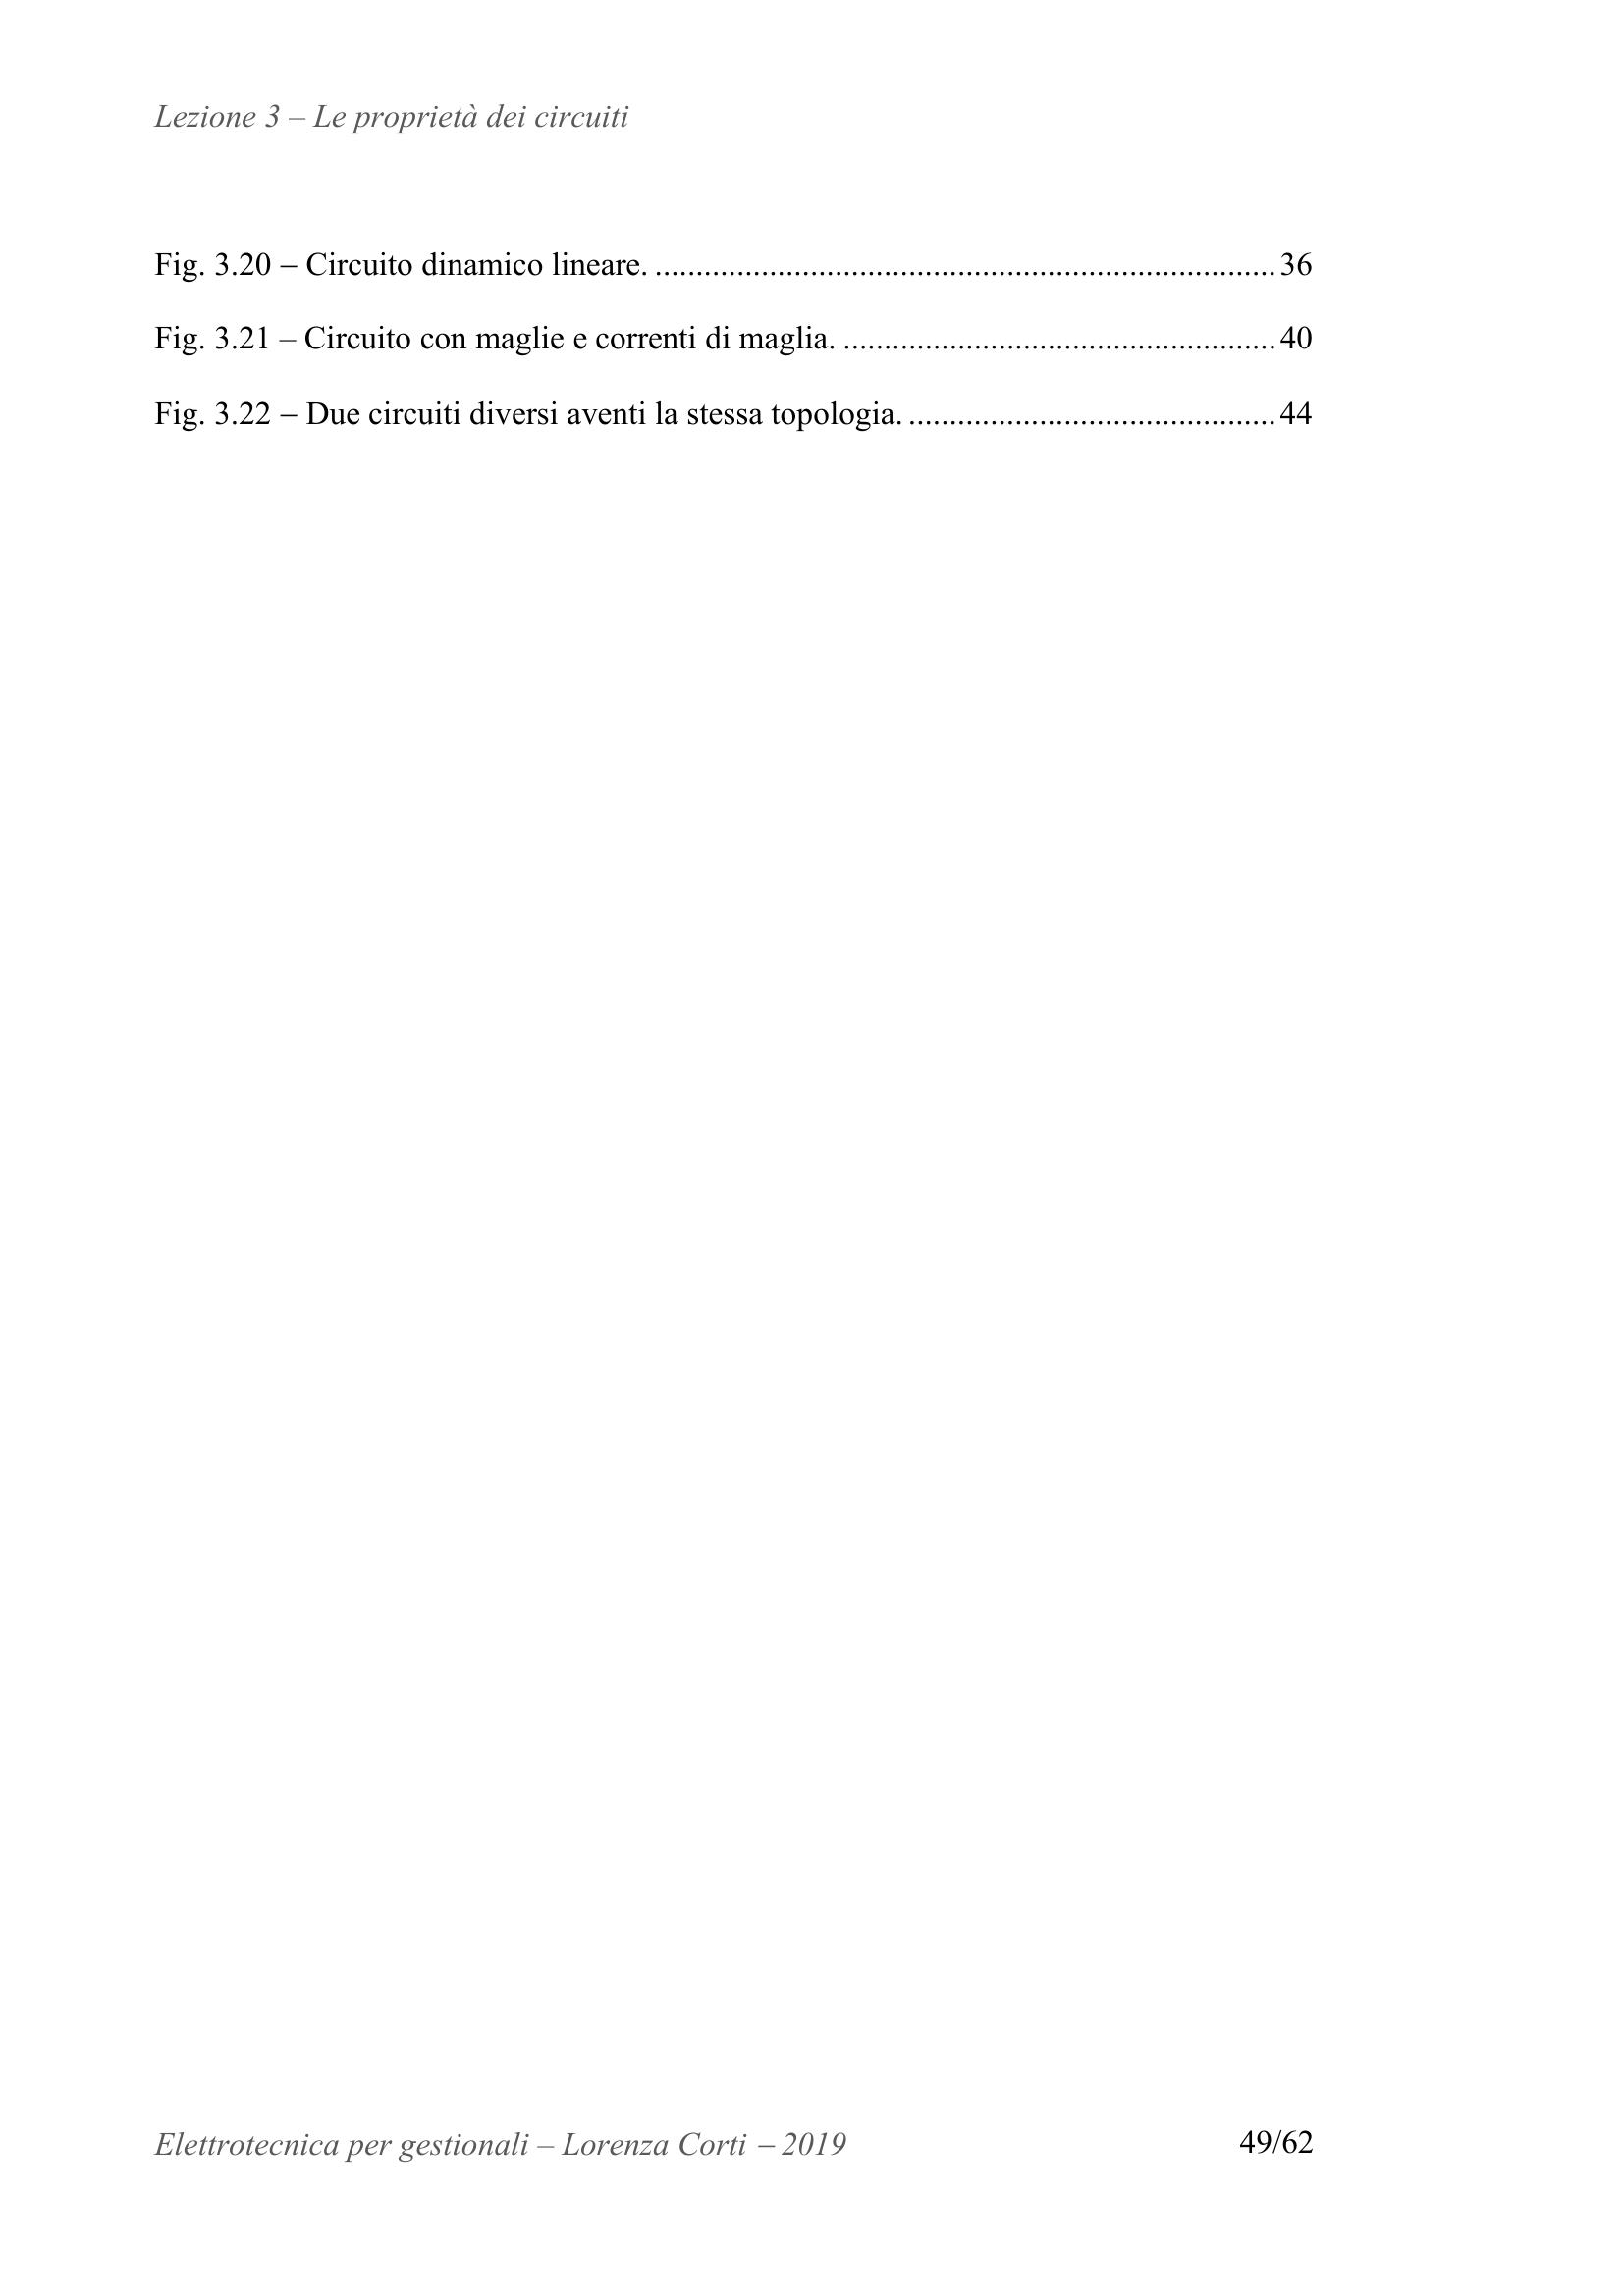 Lezione 3 – Le proprietà dei circuiti
Fig. 3.20 – Circuito dinamico lineare. ............................................................................ 36
Fig. 3.21 – Circuito con maglie e correnti di maglia. ..................................................... 40
Fig. 3.22 – Due circuiti diversi aventi la stessa topologia. ............................................. 44
Elettrotecnica per gestionali – Lorenza Corti – 2019 49/62